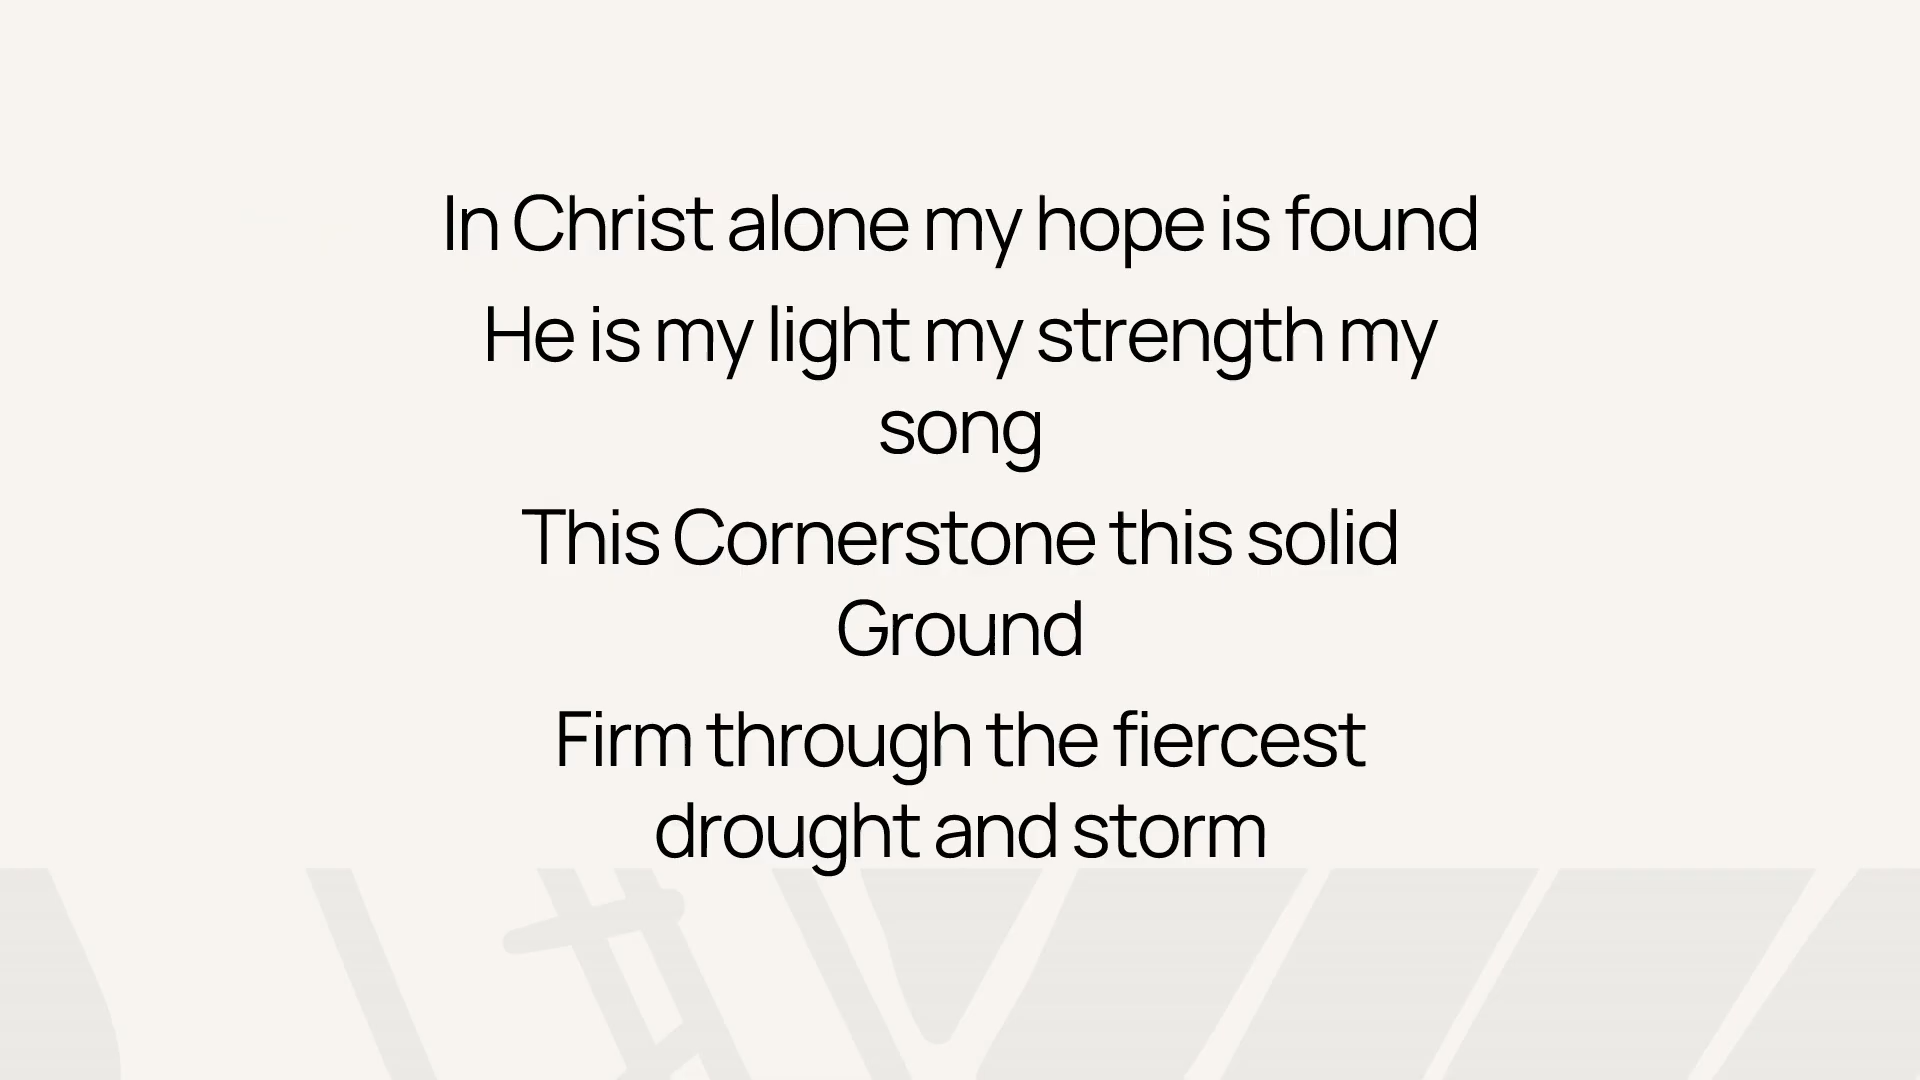 In Christ alone my hope is found
He is my light my strength my
song
This Cornerstone this solid
Ground
Firm through the fiercest
drought and storm